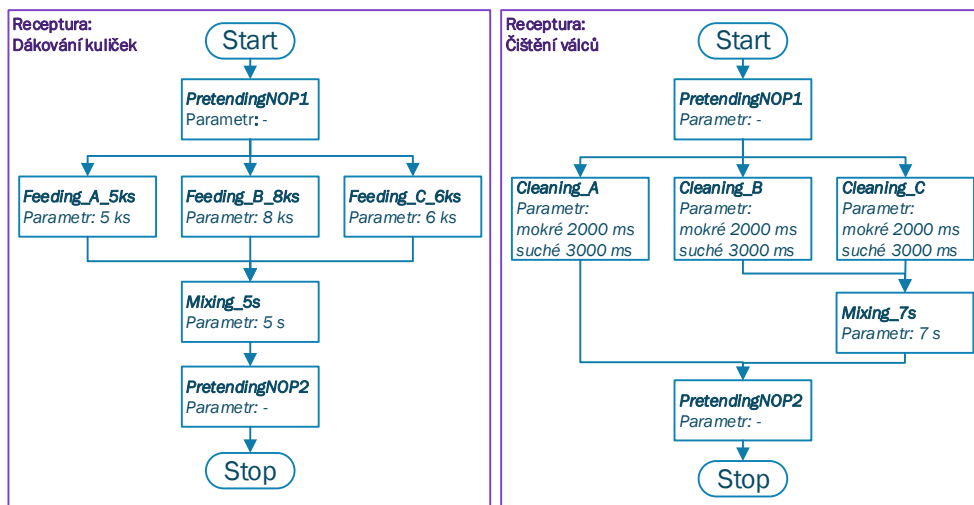 Receptura:
Dákování kuliček
Start
PretendingNOP1
Parametr: -
Feeding_A_5ks
Parametr: 5 ks
Feeding_B_8ks
Parametr: 8 ks
Feeding_C_6ks
Parametr: 6 ks
Mixing_5s
Parametr: 5 s
PretendingNOP2
Parametr: -
Stop
Receptura:
Čištění válců
Start
PretendingNOP1
Parametr: -
Cleaning_A
Parametr:
mokré 2000 ms
suché 3000 ms
Cleaning_B
Parametr:
mokré 2000 ms
suché 3000 ms
Cleaning_C
Parametr:
mokré 2000 ms
suché 3000 ms
Mixing_7s
Parametr: 7 s
PretendingNOP2
Parametr: -
Stop